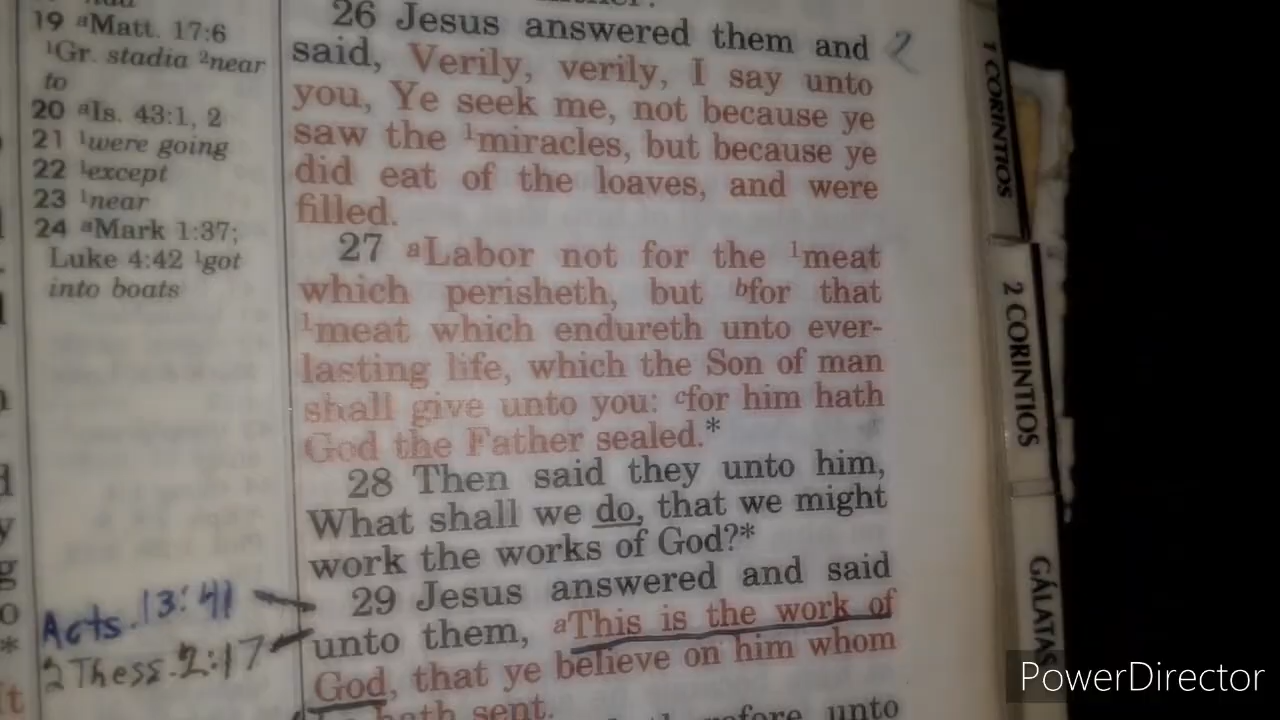 19 aMatt. 17:6
1Gr. stadia 2near
to
20 aIs. 43:1, 2
21 1were going
22 1except
23 1near
24 aMark 1:37;
Luke 4:42 1got
into boats
Acts. 13:41
2 Thess. 2:17
26 Jesus answered them and
said, Verily, verily, I say unto
you, Ye seek me, not because ye
saw the 1miracles, but because ye
did eat of the loaves, and were
filled.
27 aLabor not for the 1meat
which perisheth, but bfor that
1meat which endureth unto ever-
lasting life, which the Son of man
shall give unto you: cfor him hath
God the Father sealed.*
28 Then said they unto him,
What shall we do, that we might
work the works of God?*
29 Jesus answered and said
unto them, aThis is the work of
God, that ye believe on him whom
hath sent.
unto
2
1 CORINTIOS
2 CORINTIOS
GÁLATAS
PowerDirector